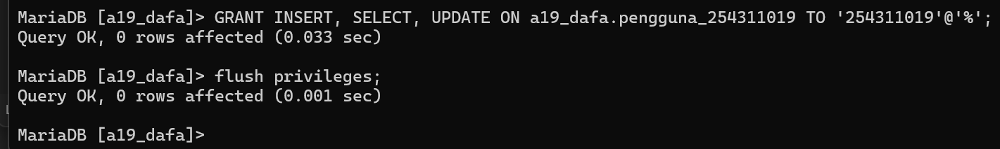 MariaDB [a19_dafa]> GRANT INSERT, SELECT, UPDATE ON a19_dafa.pengguna_254311019 TO '254311019'@'%';
Query OK, 0 rows affected (0.033 sec)
MariaDB [a19_dafa]> flush privileges;
Query OK, 0 rows affected (0.001 sec)
MariaDB [a19_dafa]>